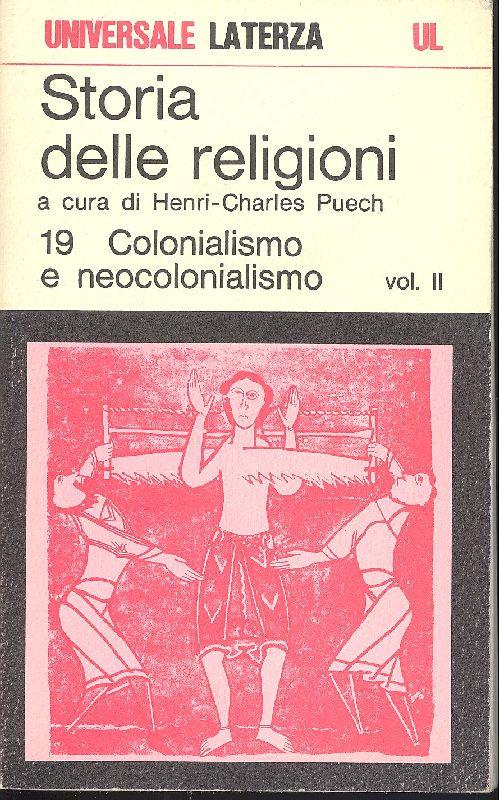 UNIVERSALE LATERZA UL
Storia
delle religioni
a cura di Henri-Charles Puech
19 Colonialismo
e neocolonialismo vol. II